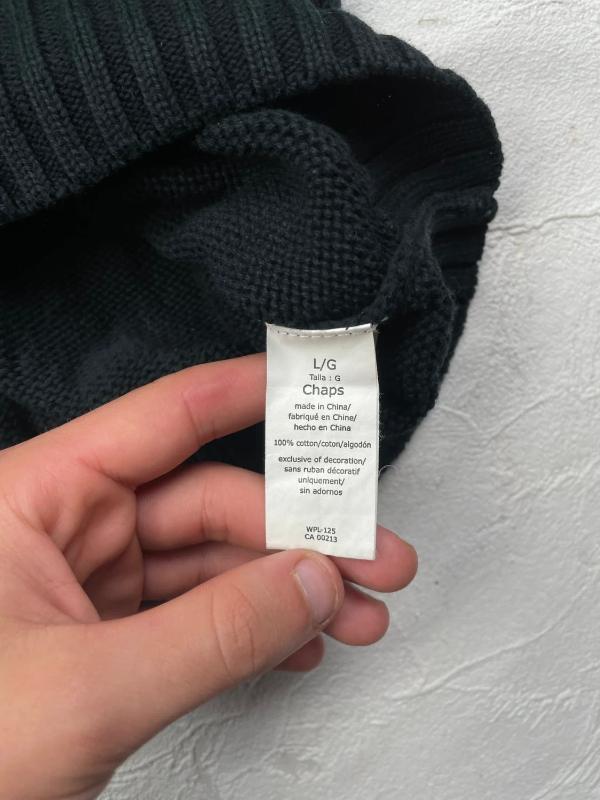 L/G
Talla : G
Chaps
made in China/
fabriqué en Chine/
hecho en China
100% cotton/coton/algodón
exclusive of decoration/
sans ruban décoratif
uniquement/
sin adornos
WPL-125
CA 00213